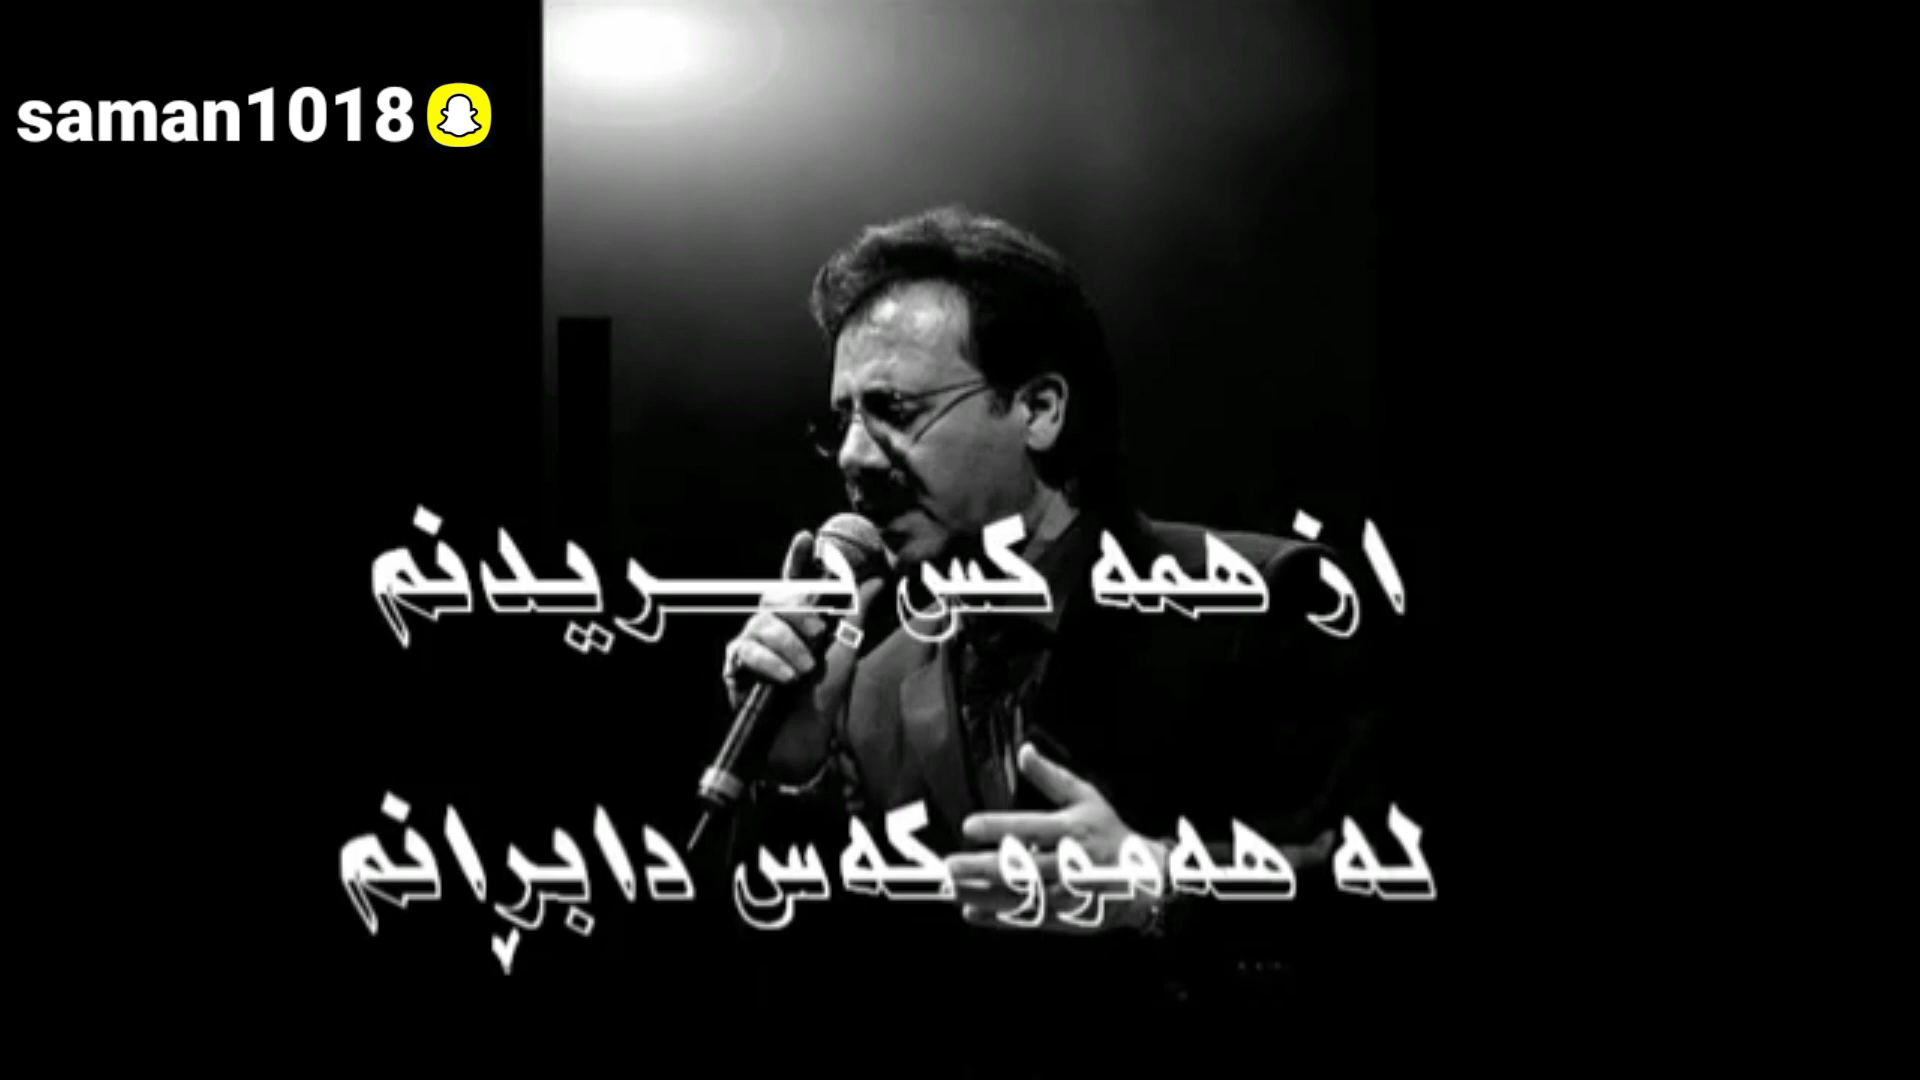 saman1018
از همه کس بریدنم
لە هەموو کەس دابڕانم